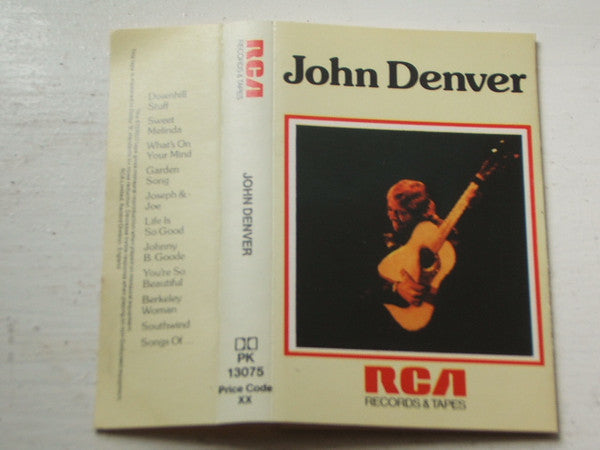 Downhill
Stuff
Sweet
Melinda
What's On
Your Mind
Garden
Song
Joseph &
Joe
Life Is
So Good
Johnny
B. Goode
You're So
Beautiful
Berkeley
Woman
Southwind
Songs Of ...
RCA
RECORDS & TAPES
JOHN DENVER
PK
13075
Price Code
XX
John Denver
RCA
RECORDS & TAPES